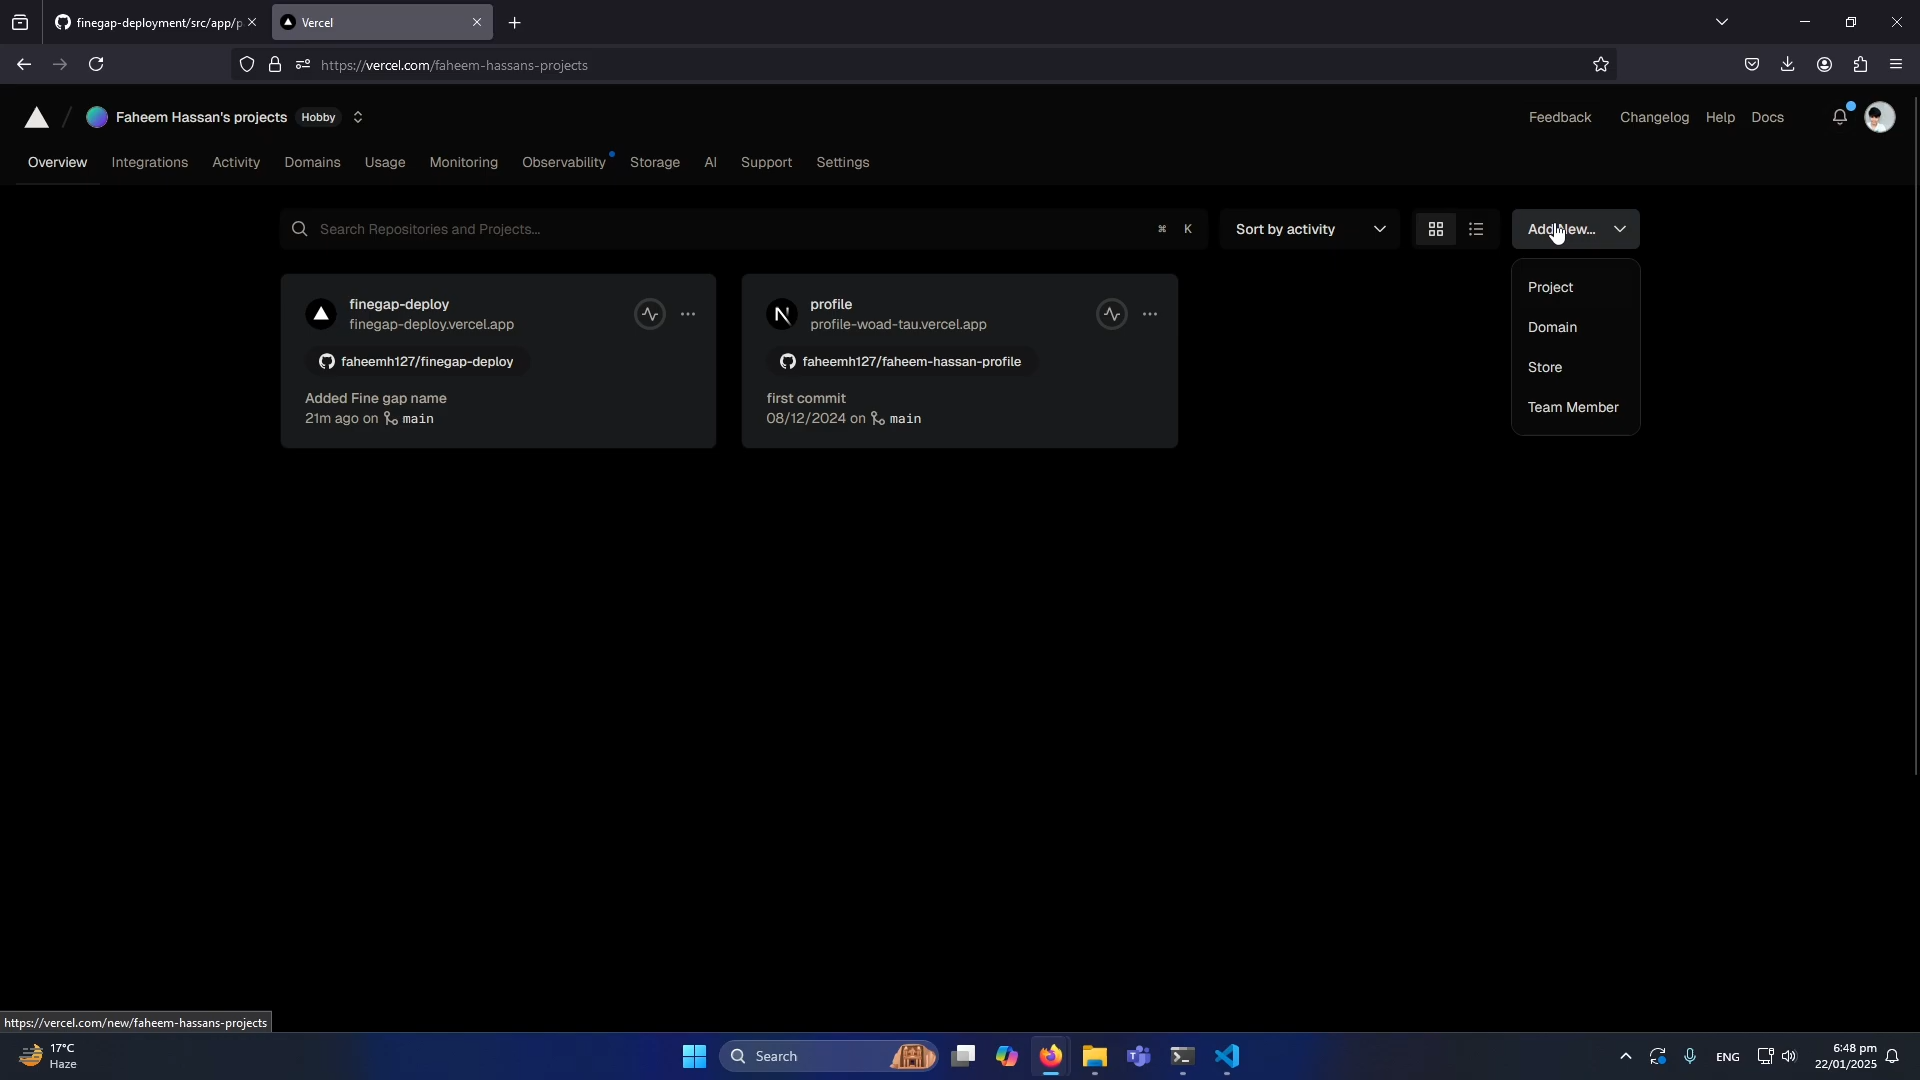 finegap-deployment/src/app/p
Vercel
https://vercel.com/faheem-hassans-projects
Faheem Hassan's projects Hobby
Feedback Changelog Help Docs
Overview Integrations Activity Domains Usage Monitoring Observability Storage AI Support Settings
Search Repositories and Projects... ⌘ K
Sort by activity
Add New...
Project
Domain
Store
Team Member
finegap-deploy
finegap-deploy.vercel.app
faheemh127/finegap-deploy
Added Fine gap name
21m ago on main
profile
profile-woad-tau.vercel.app
faheemh127/faheem-hassan-profile
first commit
08/12/2024 on main
https://vercel.com/new/faheem-hassans-projects
17°C
Haze
Search
ENG
6:48 pm
22/01/2025